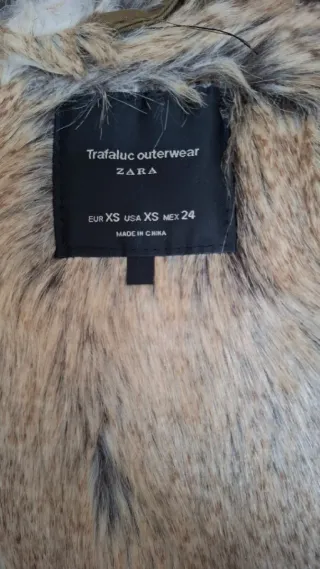 Trafaluc outerwear
ZARA
EUR XS USA XS MEX 24
MADE IN CHINA